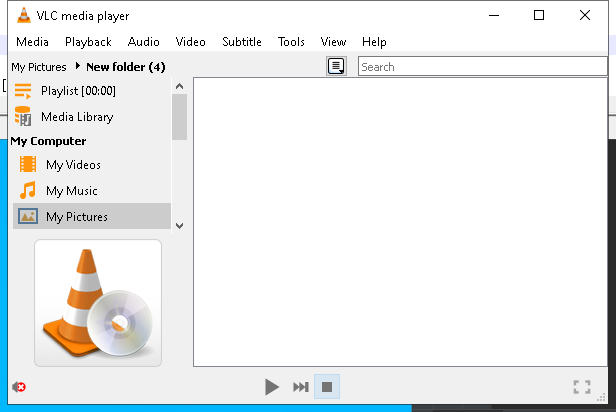 VLC media player
Media Playback Audio Video Subtitle Tools View Help
My Pictures New folder (4) Search
Playlist [00:00]
Media Library
My Computer
My Videos
My Music
My Pictures